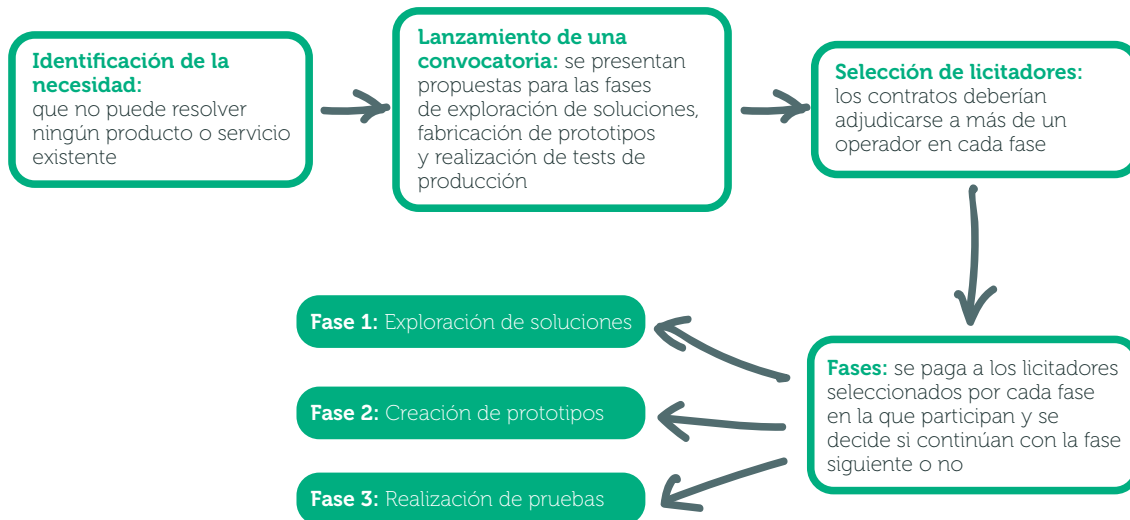 Identificación de la
necesidad:
que no puede resolver
ningún producto o servicio
existente
Lanzamiento de una
convocatoria: se presentan
propuestas para las fases
de exploración de soluciones,
fabricación de prototipos
y realización de tests de
producción
Selección de licitadores:
los contratos deberían
adjudicarse a más de un
operador en cada fase
Fases: se paga a los licitadores
seleccionados por cada fase
en la que participan y se
decide si continúan con la fase
siguiente o no
Fase 1: Exploración de soluciones
Fase 2: Creación de prototipos
Fase 3: Realización de pruebas